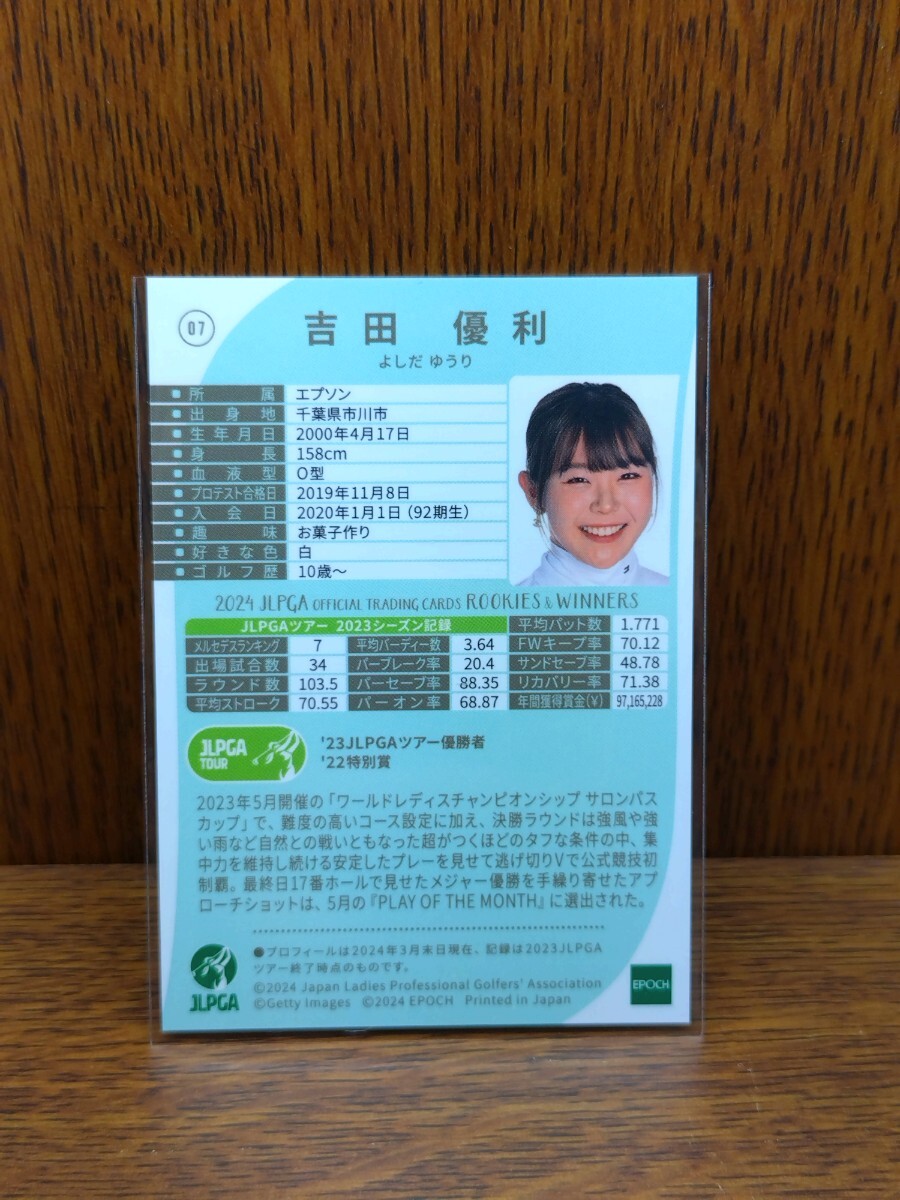 07
吉田 優利
よしだ ゆうり
所属 エプソン
出身地 千葉県市川市
生年月日 2000年4月17日
身長 158cm
血液型 O型
プロテスト合格日 2019年11月8日
入会日 2020年1月1日（92期生）
趣味 お菓子作り
好きな色 白
ゴルフ歴 10歳〜
2024 JLPGA OFFICIAL TRADING CARDS ROOKIES & WINNERS
JLPGAツアー 2023シーズン記録 平均パット数 1.771
メルセデスランキング 7 平均バーディー数 3.64 FWキープ率 70.12
出場試合数 34 パーブレーク率 20.4 サンドセーブ率 48.78
ラウンド数 103.5 パーセーブ率 88.35 リカバリー率 71.38
平均ストローク 70.55 パーオン率 68.87 年間獲得賞金(¥) 97,165,228
JLPGA
TOUR
'23JLPGAツアー優勝者
'22特別賞
2023年5月開催の「ワールドレディスチャンピオンシップ サロンパス
カップ」で、難度の高いコース設定に加え、決勝ラウンドは強風や強
い雨など自然との戦いともなった超がつくほどのタフな条件の中、集
中力を維持し続ける安定したプレーを見せて逃げ切りVで公式競技初
制覇。最終日17番ホールで見せたメジャー優勝を手繰り寄せたアプ
ローチショットは、5月の『PLAY OF THE MONTH』に選出された。
●プロフィールは2024年3月末日現在、記録は2023JLPGA
ツアー終了時点のものです。
©2024 Japan Ladies Professional Golfers' Association
©Getty Images ©2024 EPOCH Printed in Japan
JLPGA
EPOCH